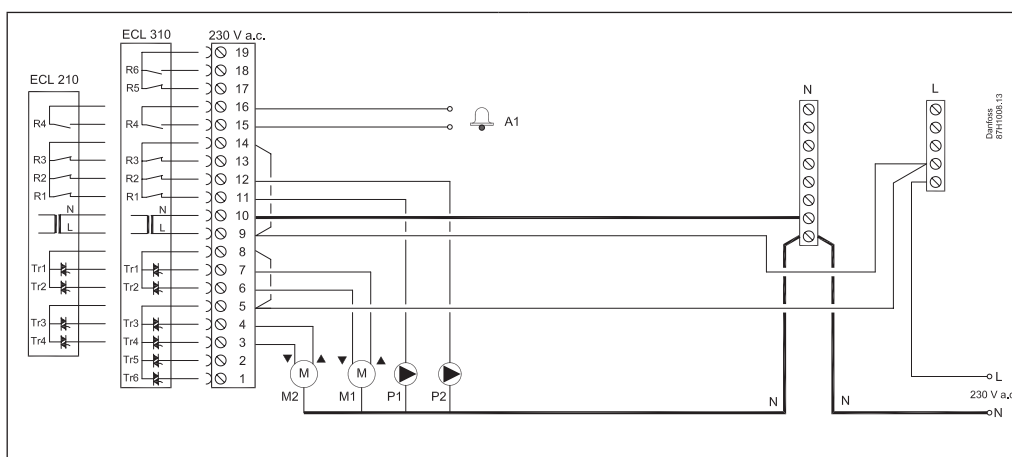 ECL 310
230 V a.c.
ECL 210
19
R6
18
R5
17
16
R4
R4
15
A1
14
R3
R3
13
R2
R2
12
R1
R1
11
N
N
10
L
L
9
8
Tr1
Tr1
7
Tr2
Tr2
6
5
Tr3
Tr3
4
Tr4
Tr4
3
Tr5
2
Tr6
1
N
L
Danfoss
87H1008.13
M
M
M2
M1
P1
P2
N
N
L
230 V a.c
N